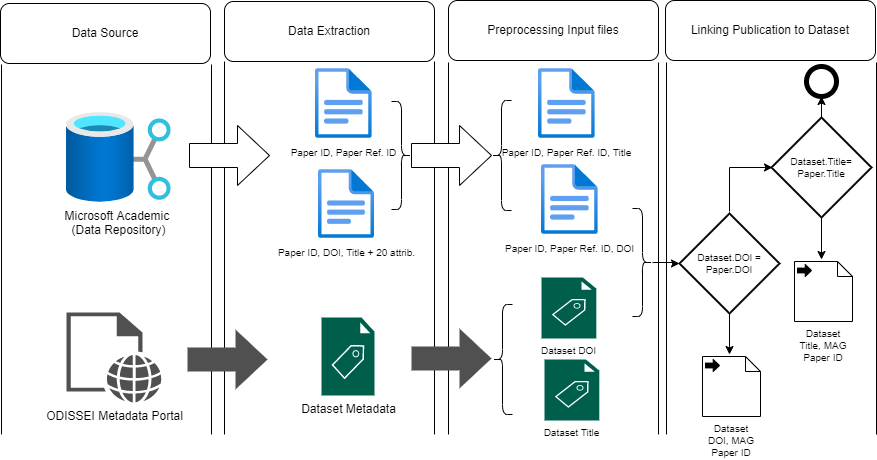 Data Source
Data Extraction
Preprocessing Input files
Linking Publication to Dataset
Microsoft Academic
(Data Repository)
ODISSEI Metadata Portal
Paper ID, Paper Ref. ID
Paper ID, DOI, Title + 20 attrib.
Dataset Metadata
Paper ID, Paper Ref. ID, Title
Paper ID, Paper Ref. ID, DOI
Dataset DOI
Dataset Title
Dataset.Title=
Paper.Title
Dataset.DOI =
Paper.DOI
Dataset
Title, MAG
Paper ID
Dataset
DOI, MAG
Paper ID